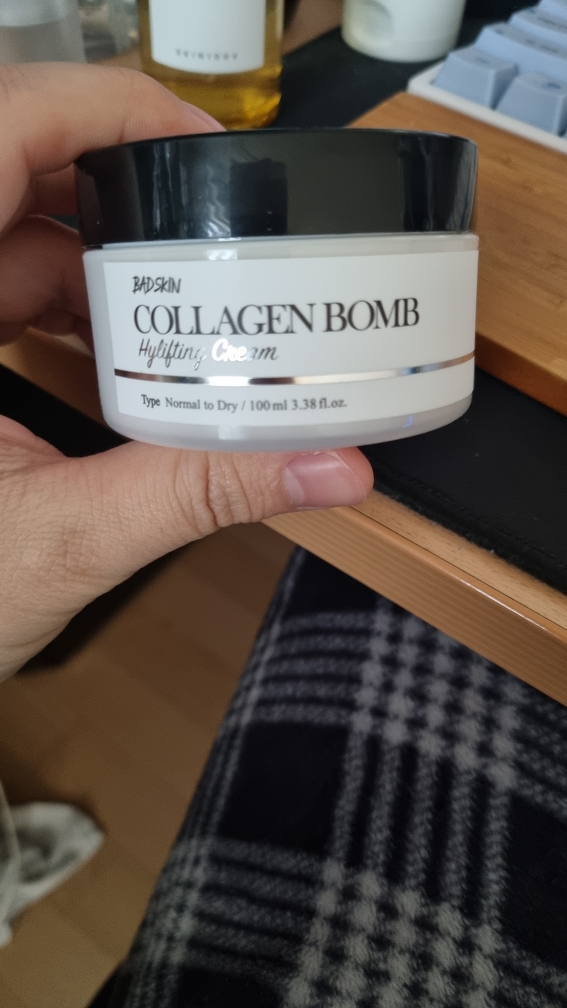 BADSKIN
COLLAGEN BOMB
Hylifting Cream
Type Normal to Dry / 100 ml 3.38 fl.oz.